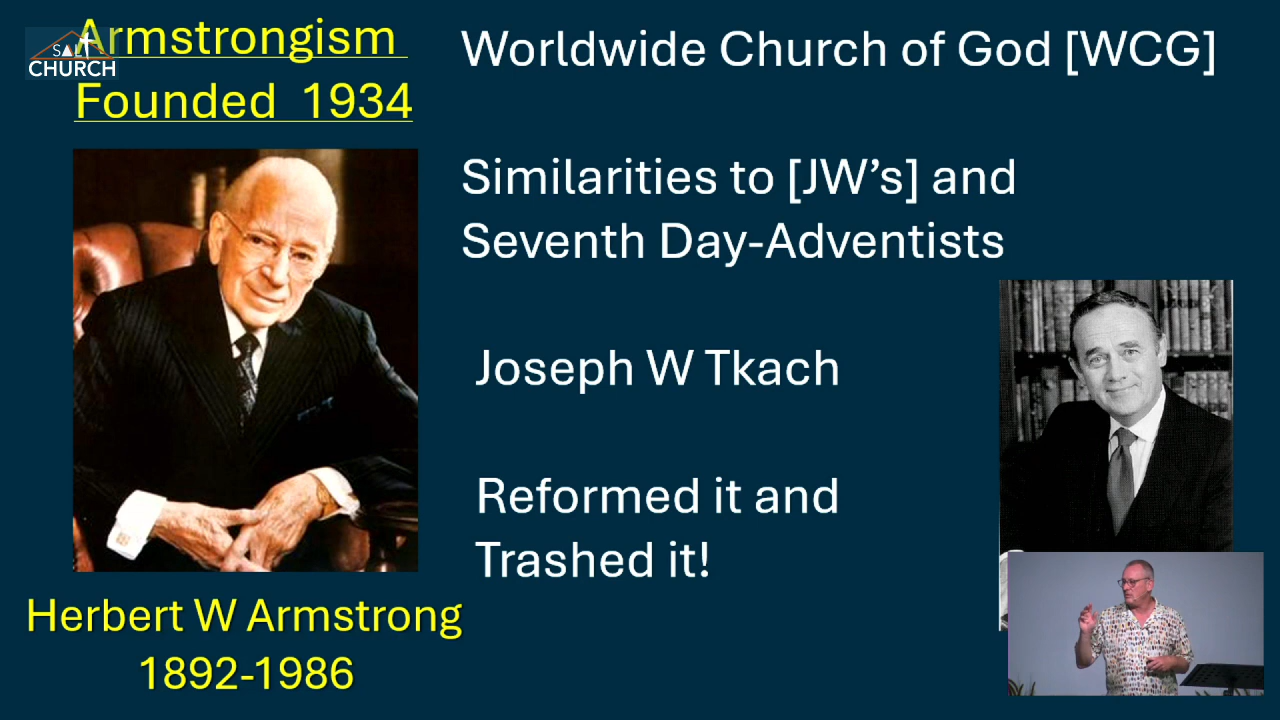 Armstrongism
Founded 1934
SALT
CHURCH
Worldwide Church of God [WCG]
Similarities to [JW’s] and
Seventh Day-Adventists
Joseph W Tkach
Reformed it and
Trashed it!
Herbert W Armstrong
1892-1986